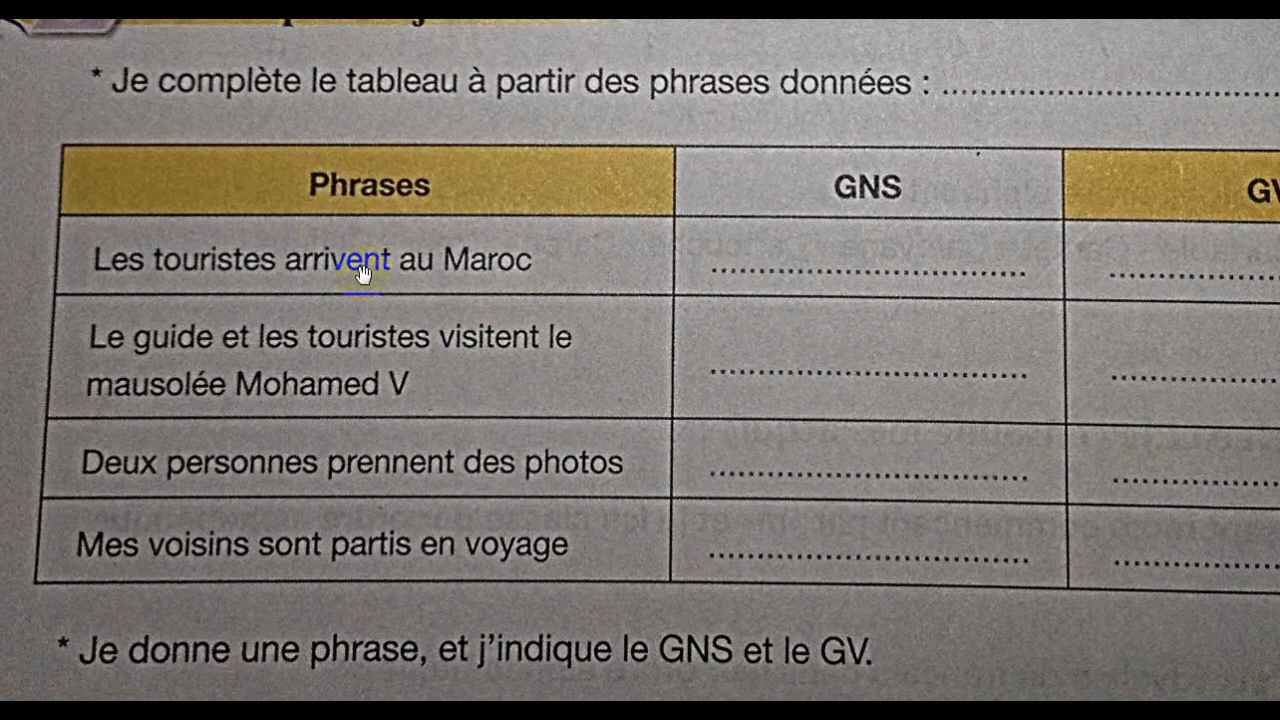 * Je complète le tableau à partir des phrases données : ........................................
Phrases GNS
Les touristes arrivent au Maroc ........................................ .....................
Le guide et les touristes visitent le
mausolée Mohamed V ........................................ .....................
Deux personnes prennent des photos ........................................ .....................
Mes voisins sont partis en voyage ........................................ .....................
* Je donne une phrase, et j'indique le GNS et le GV.